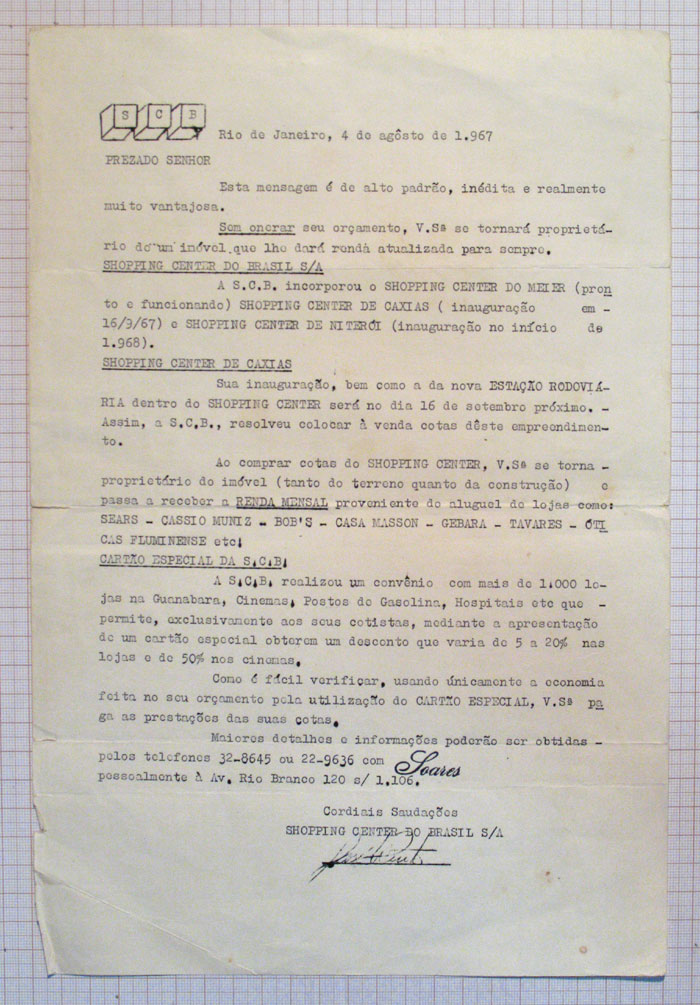 S C B
Rio de Janeiro, 4 de agôsto de 1.967
PREZADO SENHOR
Esta mensagem é de alto padrão, inédita e realmente
muito vantajosa.
Sem onerar seu orçamento, V.Sª se tornará proprietá-
rio de um imóvel que lhe dará renda atualizada para sempre.
SHOPPING CENTER DO BRASIL S/A
A S.C.B. incorporou o SHOPPING CENTER DO MEIER (pron
to e funcionando) SHOPPING CENTER DE CAXIAS ( inauguração em -
16/9/67) e SHOPPING CENTER DE NITERÓI (inauguração no início de
1.968).
SHOPPING CENTER DE CAXIAS
Sua inauguração, bem como a da nova ESTAÇÃO RODOVIÁ-
RIA dentro do SHOPPING CENTER será no dia 16 de setembro próximo. -
Assim, a S.C.B., resolveu colocar à venda cotas dêste empreendimen-
to.
Ao comprar cotas do SHOPPING CENTER, V.Sª se torna -
proprietário do imóvel (tanto do terreno quanto da construção) e
passa a receber a RENDA MENSAL proveniente do aluguel de lojas como:
SEARS - CASSIO MUNIZ - BOB'S - CASA MASSON - GEBARA - TAVARES - ÓTI
CAS FLUMINENSE etc.
CARTÃO ESPECIAL DA S.C.B.
A S.C.B. realizou um convênio com mais de 1.000 lo-
jas na Guanabara, Cinemas, Postos de Gasolina, Hospitais etc que -
permite, exclusivamente aos seus cotistas, mediante a apresentação
de um cartão especial obterem um desconto que varia de 5 a 20% nas
lojas e de 50% nos cinemas.
Como é fácil verificar, usando únicamente a economia
feita no seu orçamento pela utilização do CARTÃO ESPECIAL, V.Sª pa
ga as prestações das suas cotas.
Maiores detalhes e informações poderão ser obtidas -
pelos telefones 32-8645 ou 22-9636 com Soares
pessoalmente à Av. Rio Branco 120 s/ 1.106.
Cordiais Saudações
SHOPPING CENTER DO BRASIL S/A